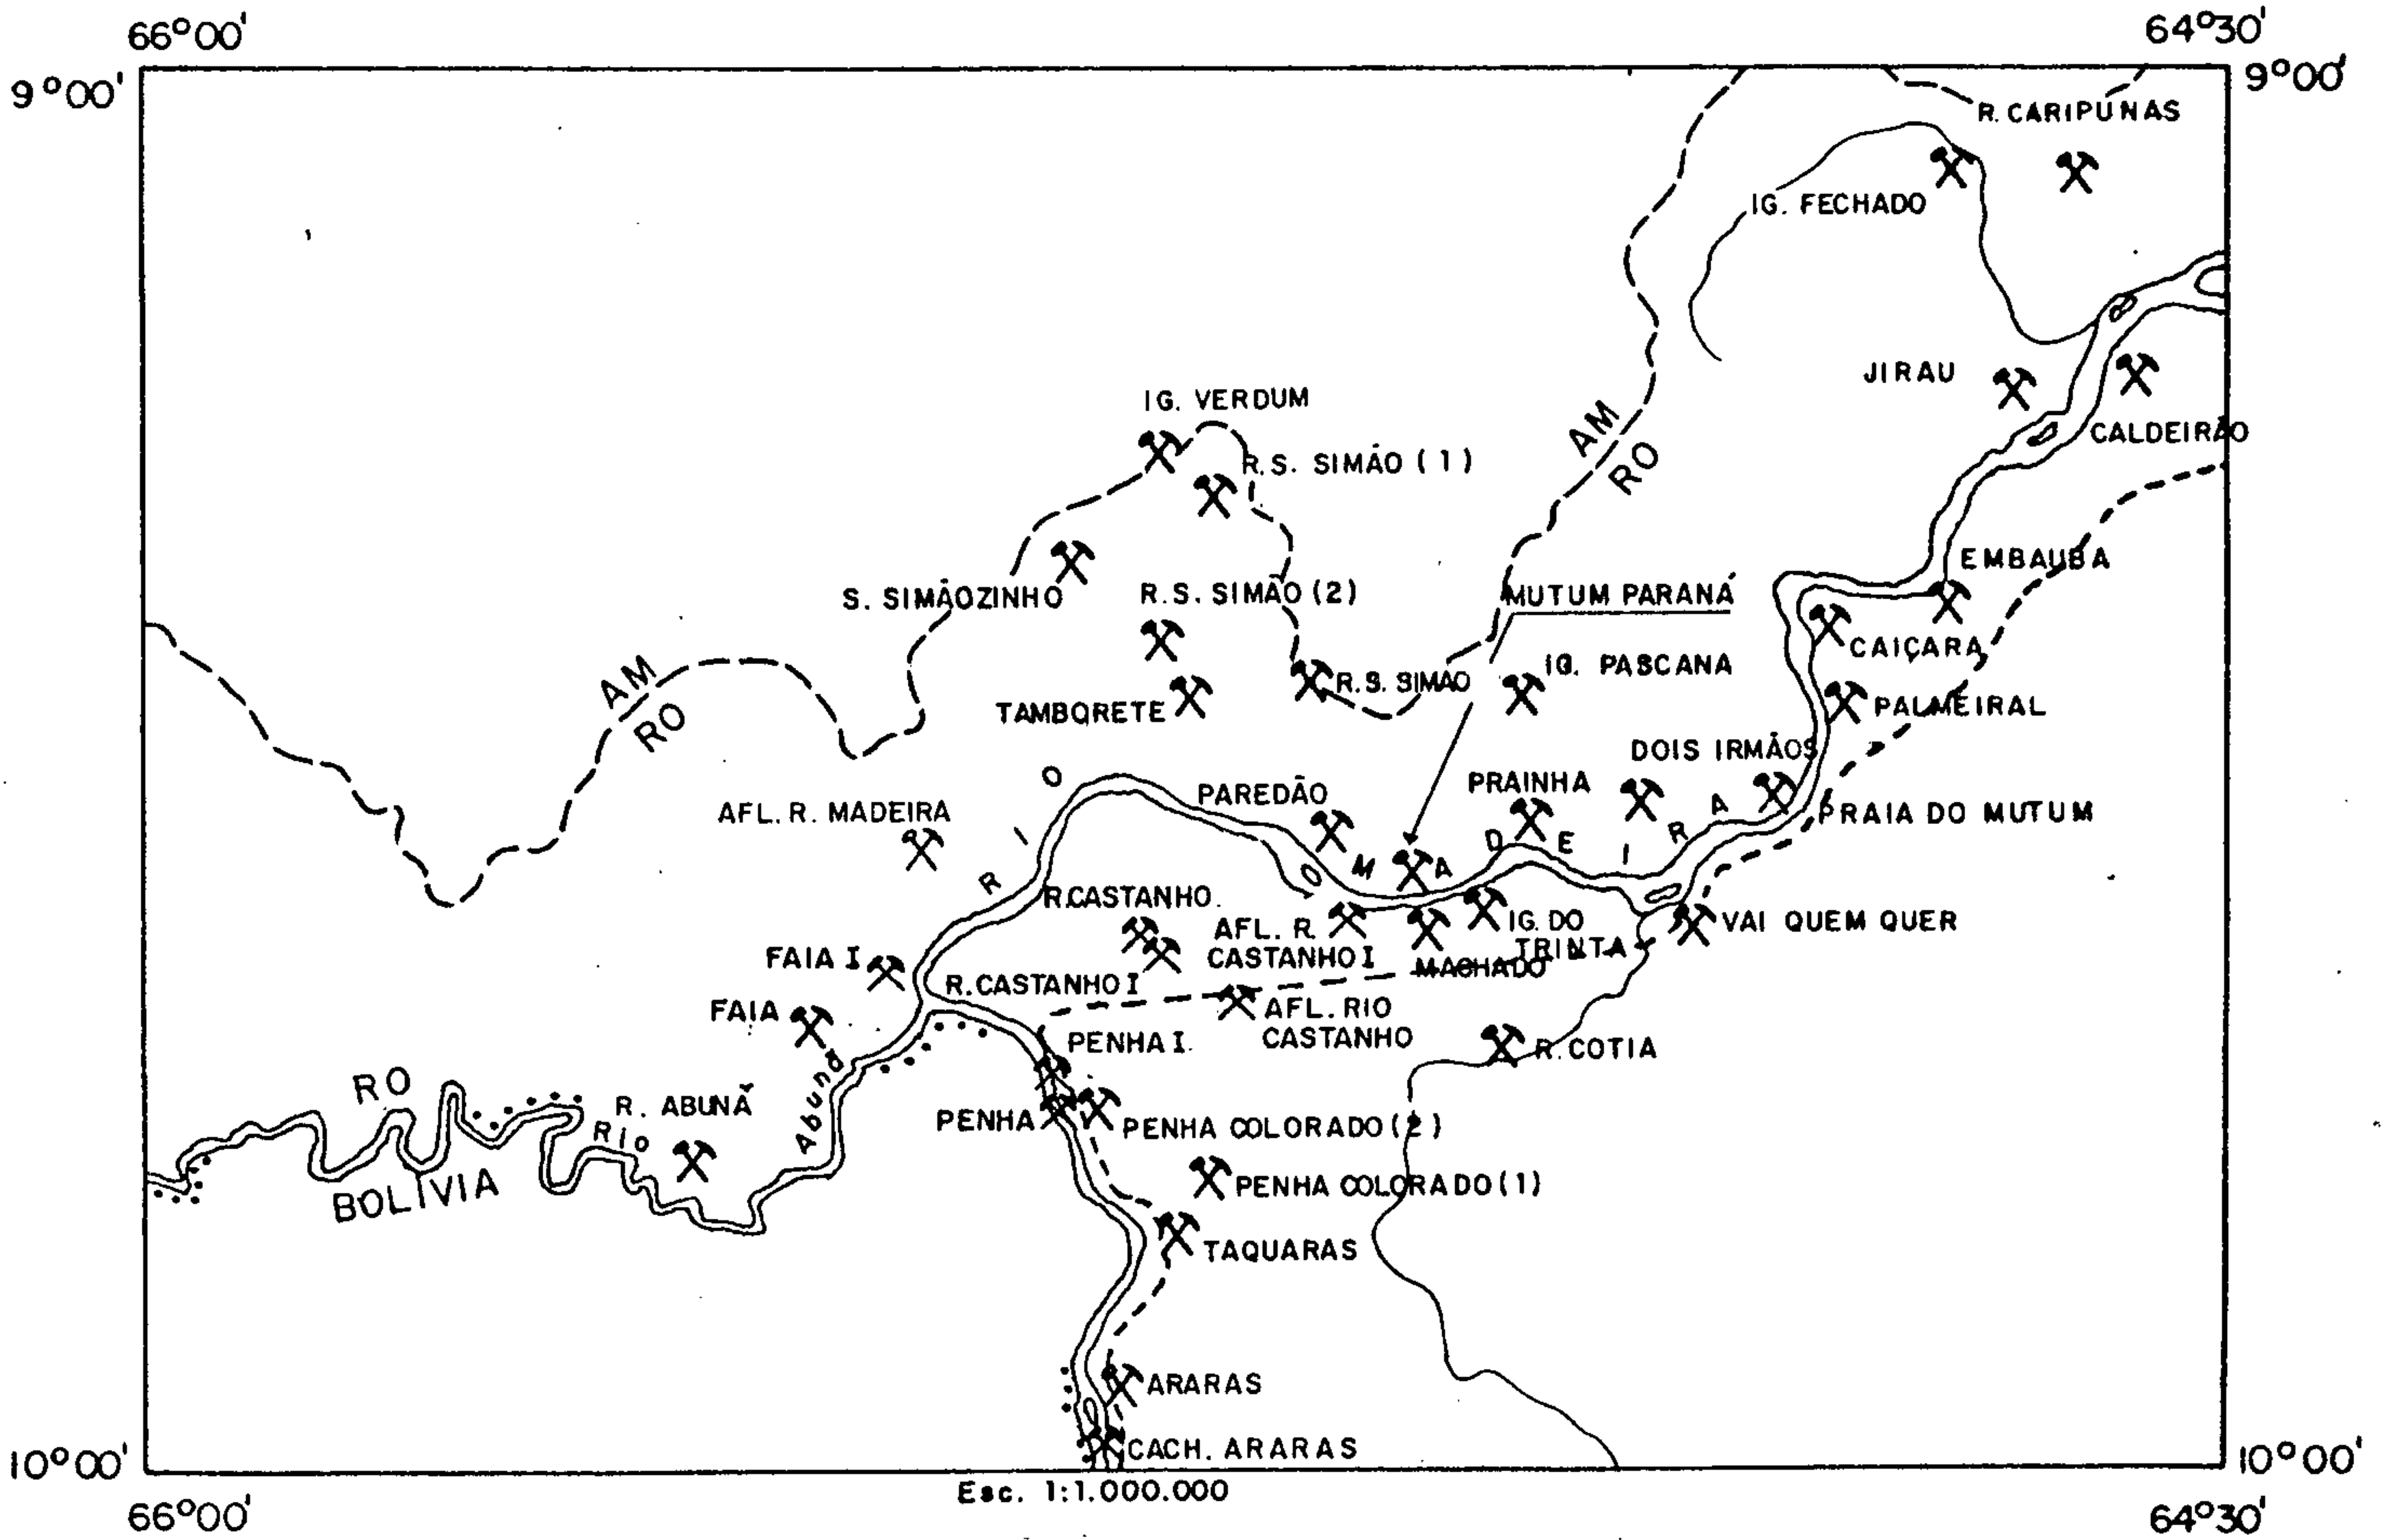 66°00'
64°30'
9°00'
9°00'
R. CARIPUNAS
IG. FECHADO
JIRAU
IG. VERDUM
CALDEIRÃO
AM
RO
R.S. SIMÃO (1)
EMBAUBA
S. SIMÃOZINHO
R.S. SIMÃO (2)
MUTUM PARANÁ
CAIÇARA
IG. PASCANA
AM
RO
R.S. SIMÃO
TAMBORETE
PALMEIRAL
DOIS IRMÃOS
PRAINHA
PAREDÃO
AFL. R. MADEIRA
PRAIA DO MUTUM
RIO MADEIRA
R.CASTANHO
AFL. R.
CASTANHO I
IG. DO
TRINTA
VAI QUEM QUER
MACHADO
FAIA I
R. CASTANHO I
FAIA
AFL. RIO
CASTANHO
PENHA I.
R. COTIA
RO
R. ABUNÃ
Rio Abunã
PENHA
PENHA COLORADO (2)
BOLÍVIA
PENHA COLORADO (1)
TAQUARAS
ARARAS
CACH. ARARAS
10°00'
10°00'
Esc. 1:1.000.000
66°00'
64°30'